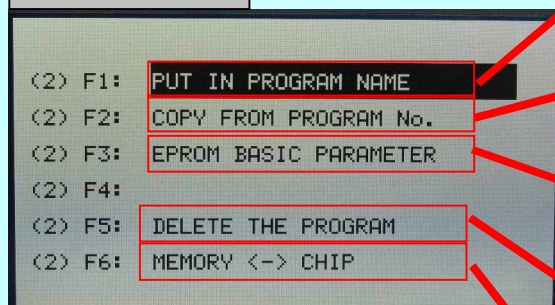 (2) F1: PUT IN PROGRAM NAME
(2) F2: COPY FROM PROGRAM No.
(2) F3: EPROM BASIC PARAMETER
(2) F4:
(2) F5: DELETE THE PROGRAM
(2) F6: MEMORY <-> CHIP